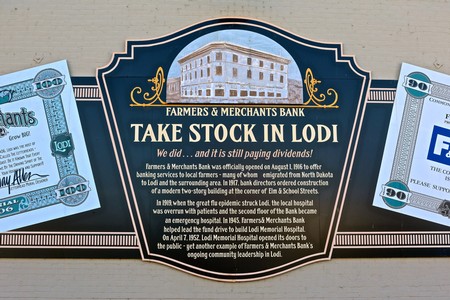 100
100
chants
Grow BIG!
LODI
FARMERS & MERCHANTS BANK
TAKE STOCK IN LODI
We did . . . and it is still paying dividends!
Farmers & Merchants Bank was officially opened on August 1, 1916 to offer
banking services to local farmers - many of whom emigrated from North Dakota
to Lodi and the surrounding area. In 1917, bank directors ordered construction
of a modern two-story building at the corner of Elm & School Streets.
In 1919, when the great flu epidemic struck Lodi, the local hospital
was overrun with patients and the second floor of the Bank became
an emergency hospital. In 1945, Farmers& Merchants Bank
helped lead the fund drive to build Lodi Memorial Hospital.
On April 7, 1952, Lodi Memorial Hospital opened its doors to
the public - yet another example of Farmers & Merchants Bank's
ongoing community leadership in Lodi.
90
F
90